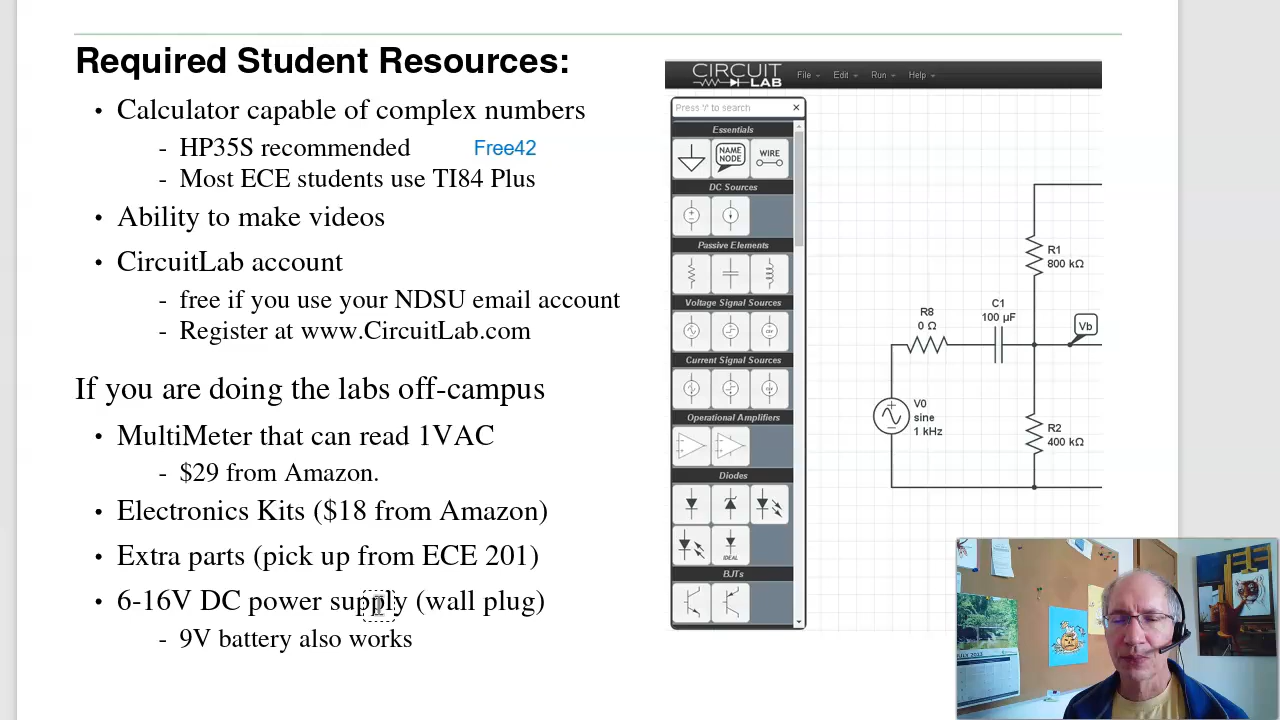 Required Student Resources:
• Calculator capable of complex numbers
- HP35S recommended Free42
- Most ECE students use TI84 Plus
• Ability to make videos
• CircuitLab account
- free if you use your NDSU email account
- Register at www.CircuitLab.com
If you are doing the labs off-campus
• MultiMeter that can read 1VAC
- $29 from Amazon.
• Electronics Kits ($18 from Amazon)
• Extra parts (pick up from ECE 201)
• 6-16V DC power supply (wall plug)
- 9V battery also works
CIRCUIT
LAB
File Edit Run Help
Press '/' to search
Essentials
NAME
NODE
WIRE
DC Sources
Passive Elements
Voltage Signal Sources
Current Signal Sources
Operational Amplifiers
Diodes
IDEAL
BJTs
R1
800 kΩ
C1
100 µF
R8
0 Ω
Vb
V0
sine
1 kHz
R2
400 kΩ